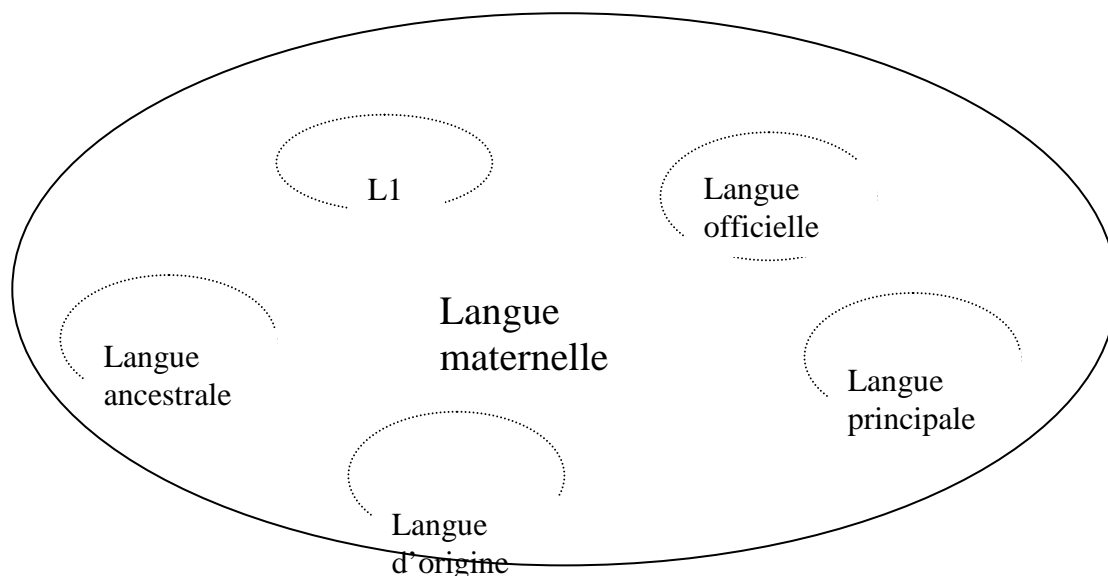 L1
Langue
officielle
Langue
maternelle
Langue
ancestrale
Langue
principale
Langue
d’origine